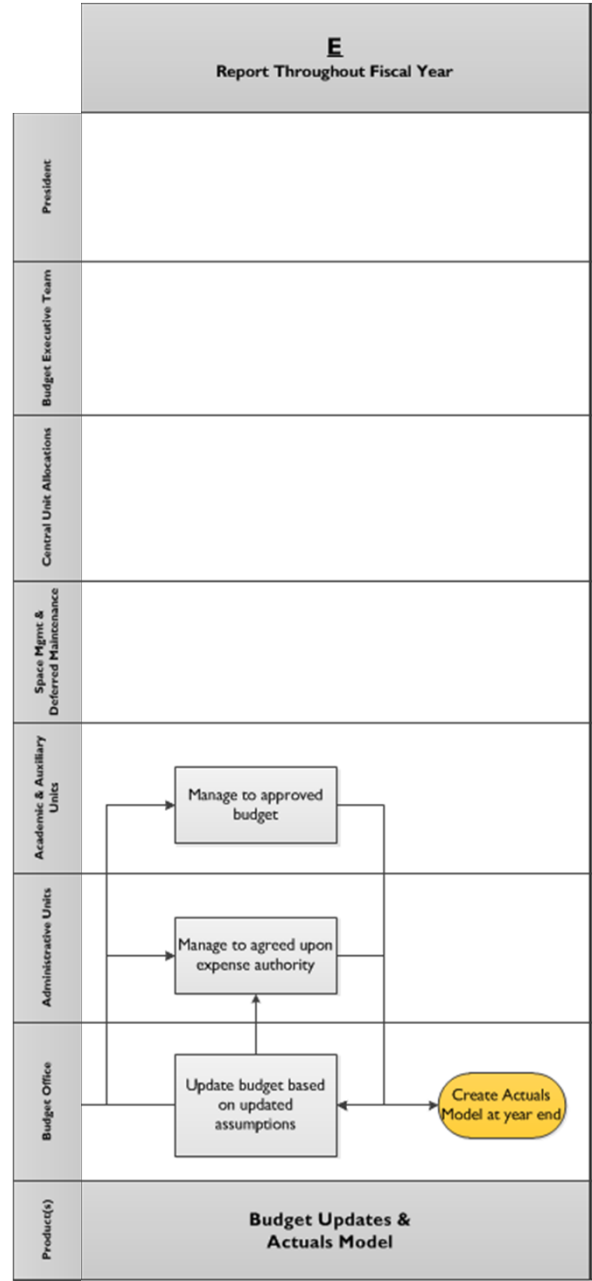 E
Report Throughout Fiscal Year
President
Budget Executive Team
Central Unit Allocations
Space Mgmt &
Deferred Maintenance
Academic & Auxiliary
Units
Manage to approved
budget
Administrative Units
Manage to agreed upon
expense authority
Budget Office
Update budget based
on updated
assumptions
Create Actuals
Model at year end
Product(s)
Budget Updates &
Actuals Model